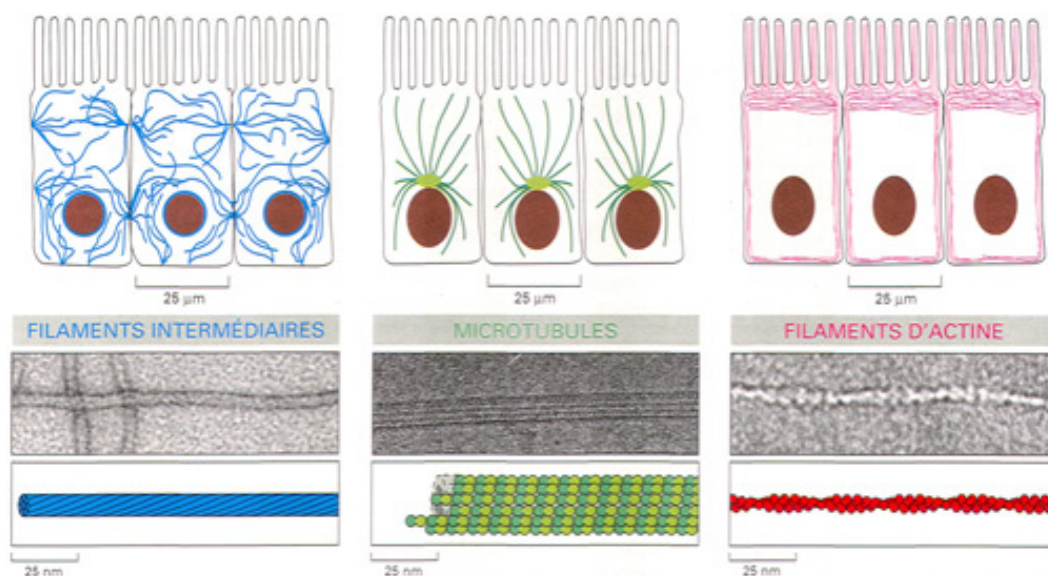 25 µm
25 µm
25 µm
FILAMENTS INTERMÉDIAIRES
MICROTUBULES
FILAMENTS D'ACTINE
25 nm
25 nm
25 nm